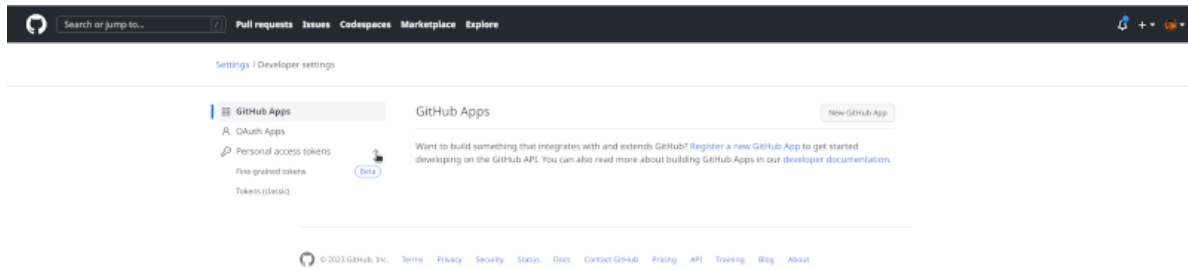 Search or jump to... / Pull requests Issues Codespaces Marketplace Explore
Settings / Developer settings
GitHub Apps
OAuth Apps
Personal access tokens
Fine-grained tokens Beta
Tokens (classic)
GitHub Apps New GitHub App
Want to build something that integrates with and extends GitHub? Register a new GitHub App to get started
developing on the GitHub API. You can also read more about building GitHub Apps in our developer documentation.
© 2023 GitHub, Inc. Terms Privacy Security Status Docs Contact GitHub Pricing API Training Blog About